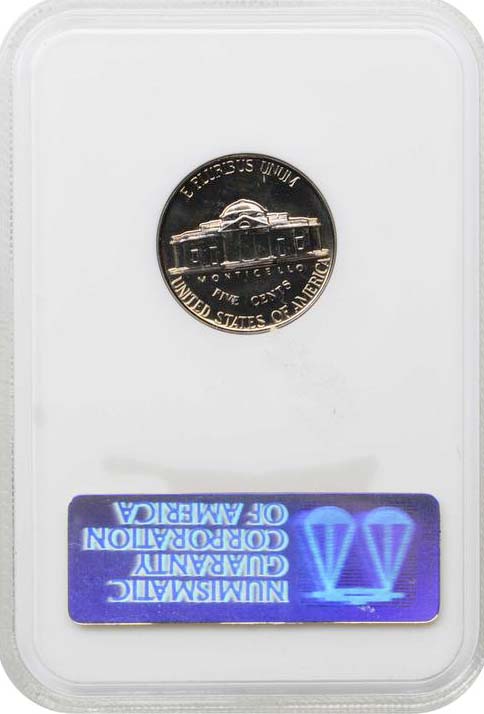 E PLURIBUS UNUM
MONTICELLO
FIVE CENTS
UNITED STATES OF AMERICA
NUMISMATIC
GUARANTY
CORPORATION
OF AMERICA